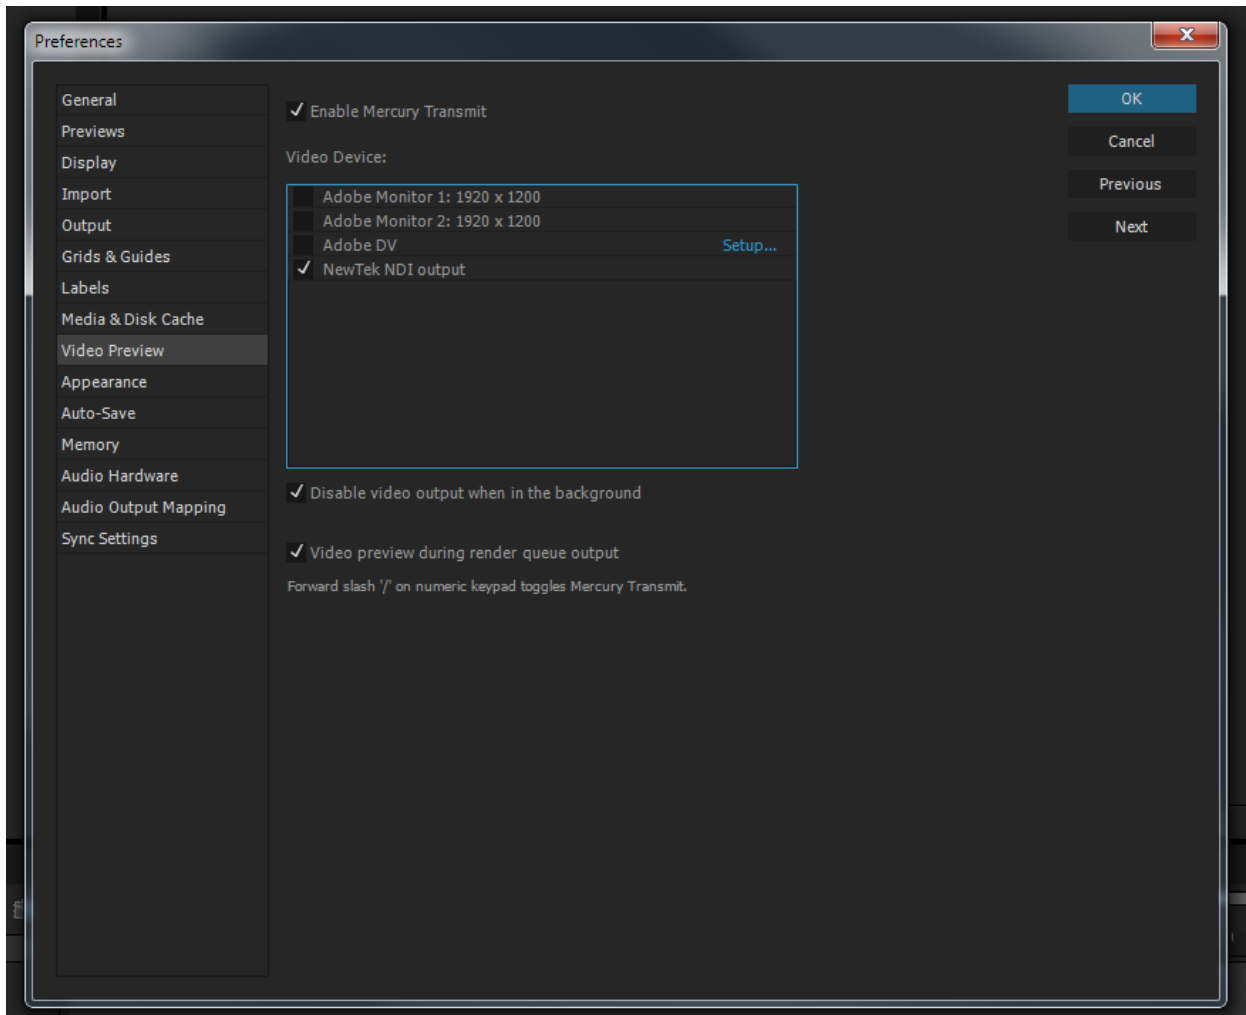 Preferences
General
Previews
Display
Import
Output
Grids & Guides
Labels
Media & Disk Cache
Video Preview
Appearance
Auto-Save
Memory
Audio Hardware
Audio Output Mapping
Sync Settings
Enable Mercury Transmit
Video Device:
Adobe Monitor 1: 1920 x 1200
Adobe Monitor 2: 1920 x 1200
Adobe DV Setup...
NewTek NDI output
Disable video output when in the background
Video preview during render queue output
Forward slash '/' on numeric keypad toggles Mercury Transmit.
OK
Cancel
Previous
Next